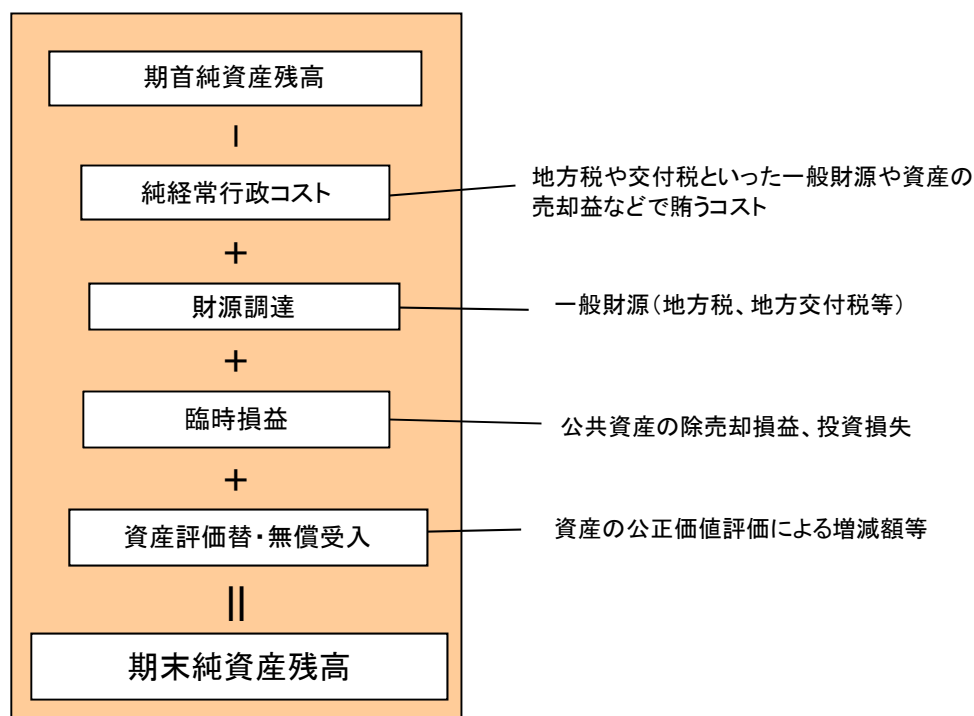 期首純資産残高
－
純経常行政コスト
地方税や交付税といった一般財源や資産の
売却益などで賄うコスト
＋
財源調達
一般財源（地方税、地方交付税等）
＋
臨時損益
公共資産の除売却損益、投資損失
＋
資産評価替・無償受入
資産の公正価値評価による増減額等
＝
期末純資産残高